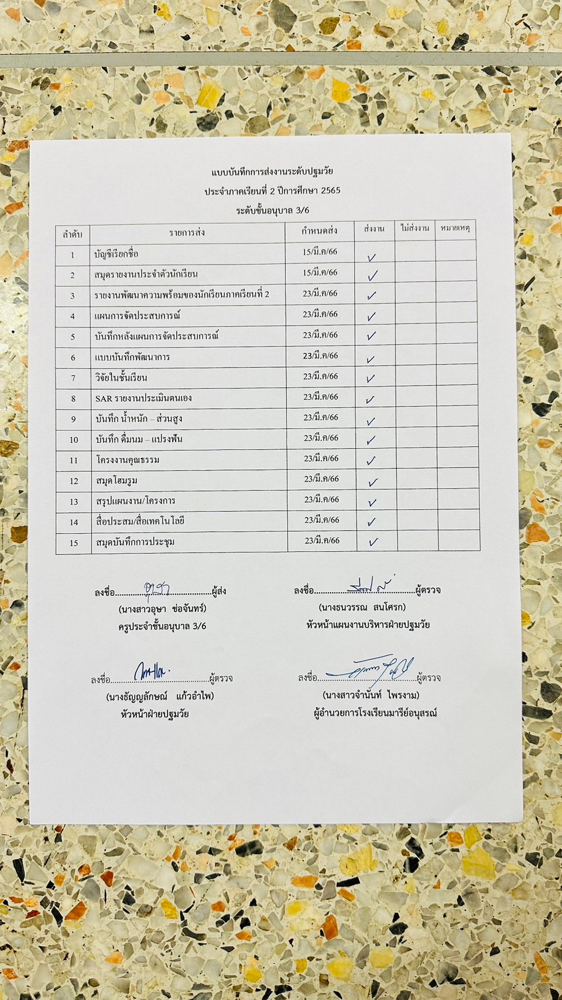 แบบบันทึกการส่งงานระดับปฐมวัย
ประจำภาคเรียนที่ 2 ปีการศึกษา 2565
ระดับชั้นอนุบาล 3/6
ลำดับ รายการส่ง กำหนดส่ง ส่งงาน ไม่ส่งงาน หมายเหตุ
1 บัญชีเรียกชื่อ 15/มี.ค/66 ✓
2 สมุดรายงานประจำตัวนักเรียน 15/มี.ค/66 ✓
3 รายงานพัฒนาความพร้อมของนักเรียนภาคเรียนที่ 2 23/มี.ค/66 ✓
4 แผนการจัดประสบการณ์ 23/มี.ค/66 ✓
5 บันทึกหลังแผนการจัดประสบการณ์ 23/มี.ค/66 ✓
6 แบบบันทึกพัฒนาการ 23/มี.ค/66 ✓
7 วิจัยในชั้นเรียน 23/มี.ค/66 ✓
8 SAR รายงานประเมินตนเอง 23/มี.ค/66 ✓
9 บันทึก น้ำหนัก – ส่วนสูง 23/มี.ค/66 ✓
10 บันทึก ดื่มนม – แปรงฟัน 23/มี.ค/66 ✓
11 โครงงานคุณธรรม 23/มี.ค/66 ✓
12 สมุดโฮมรูม 23/มี.ค/66 ✓
13 สรุปแผนงาน/โครงการ 23/มี.ค/66 ✓
14 สื่อประสม/สื่อเทคโนโลยี 23/มี.ค/66 ✓
15 สมุดบันทึกการประชุม 23/มี.ค/66 ✓
ลงชื่อ อุษา ผู้ส่ง ลงชื่อ ผู้ตรวจ
(นางสาวอุษา ช่อจันทร์) (นางธนวรรณ สนโศรก)
ครูประจำชั้นอนุบาล 3/6 หัวหน้าแผนงานบริหารฝ่ายปฐมวัย
ลงชื่อ ผู้ตรวจ ลงชื่อ ผู้ตรวจ
(นางธัญญลักษณ์ แก้วอำไพ) (นางสาวจำนันท์ ไพรงาม)
หัวหน้าฝ่ายปฐมวัย ผู้อำนวยการโรงเรียนมารีย์อนุสรณ์